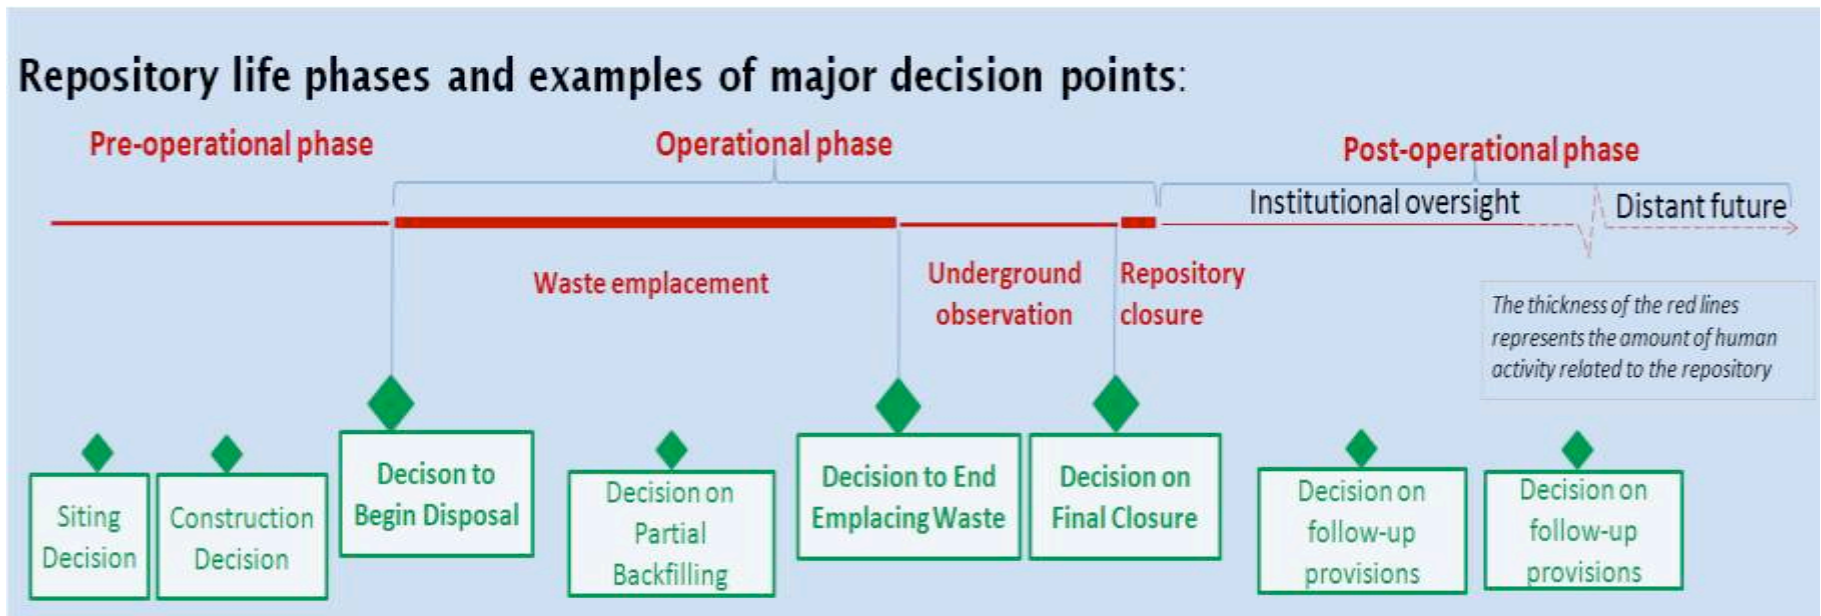 Repository life phases and examples of major decision points:
Pre-operational phase
Operational phase
Post-operational phase
Institutional oversight
Distant future
Waste emplacement
Underground
observation
Repository
closure
The thickness of the red lines
represents the amount of human
activity related to the repository
Siting
Decision
Construction
Decision
Decison to
Begin Disposal
Decision on
Partial
Backfilling
Decision to End
Emplacing Waste
Decision on
Final Closure
Decision on
follow-up
provisions
Decision on
follow-up
provisions